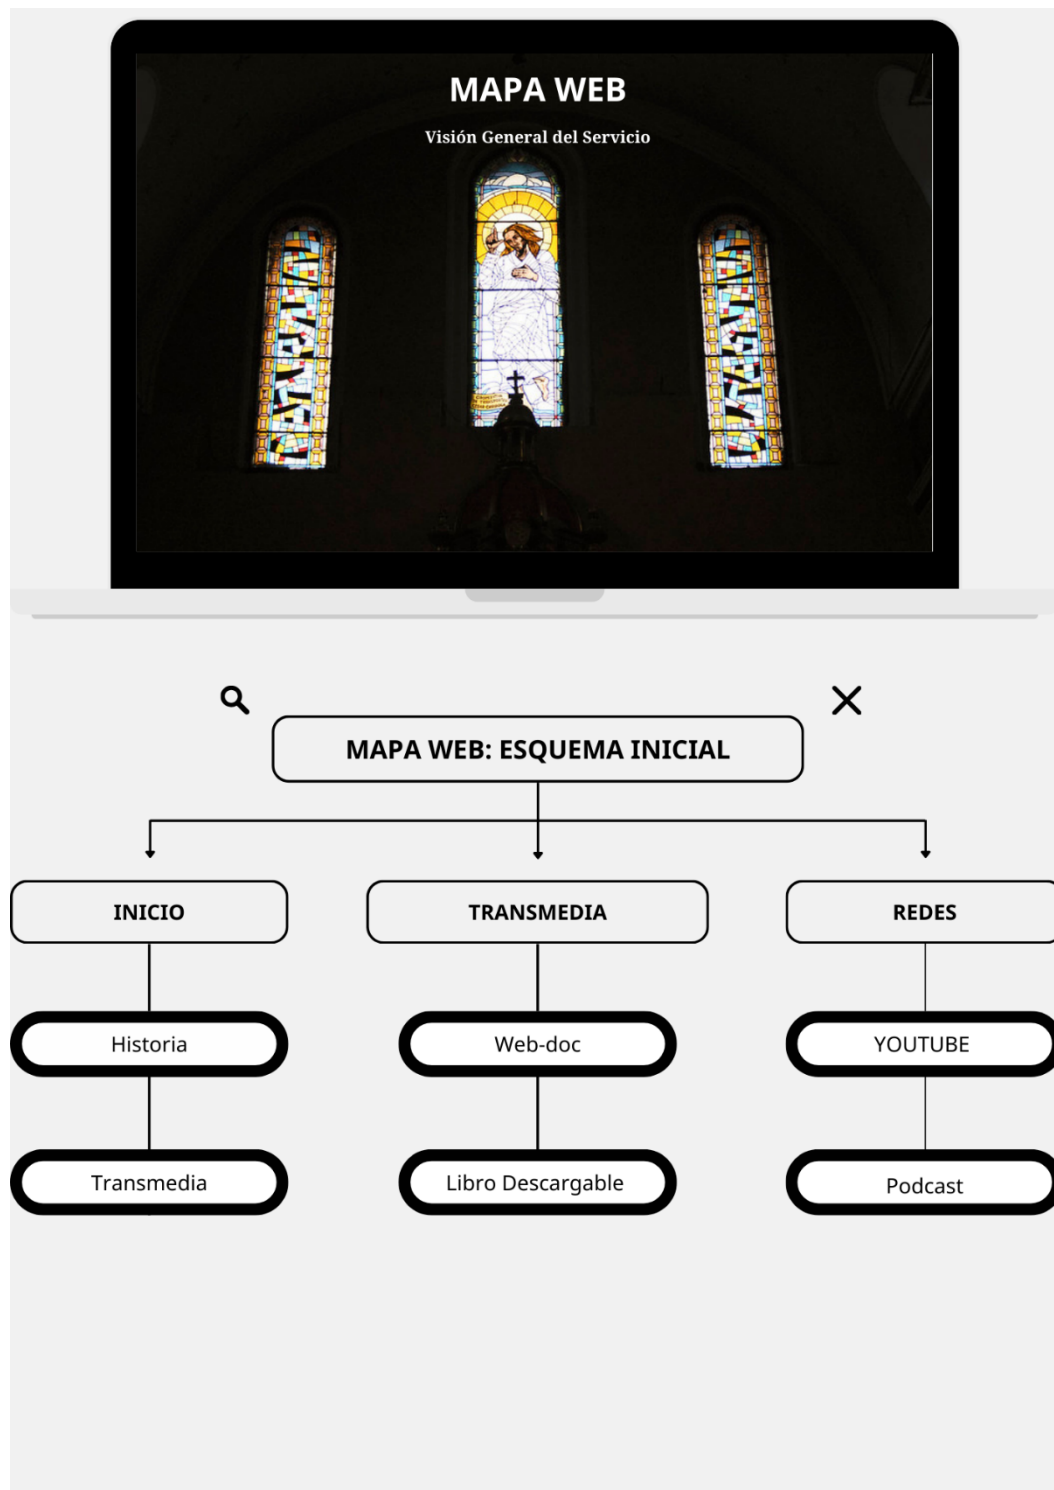 MAPA WEB
Visión General del Servicio
MAPA WEB: ESQUEMA INICIAL
INICIO
TRANSMEDIA
REDES
Historia
Web-doc
YOUTUBE
Transmedia
Libro Descargable
Podcast